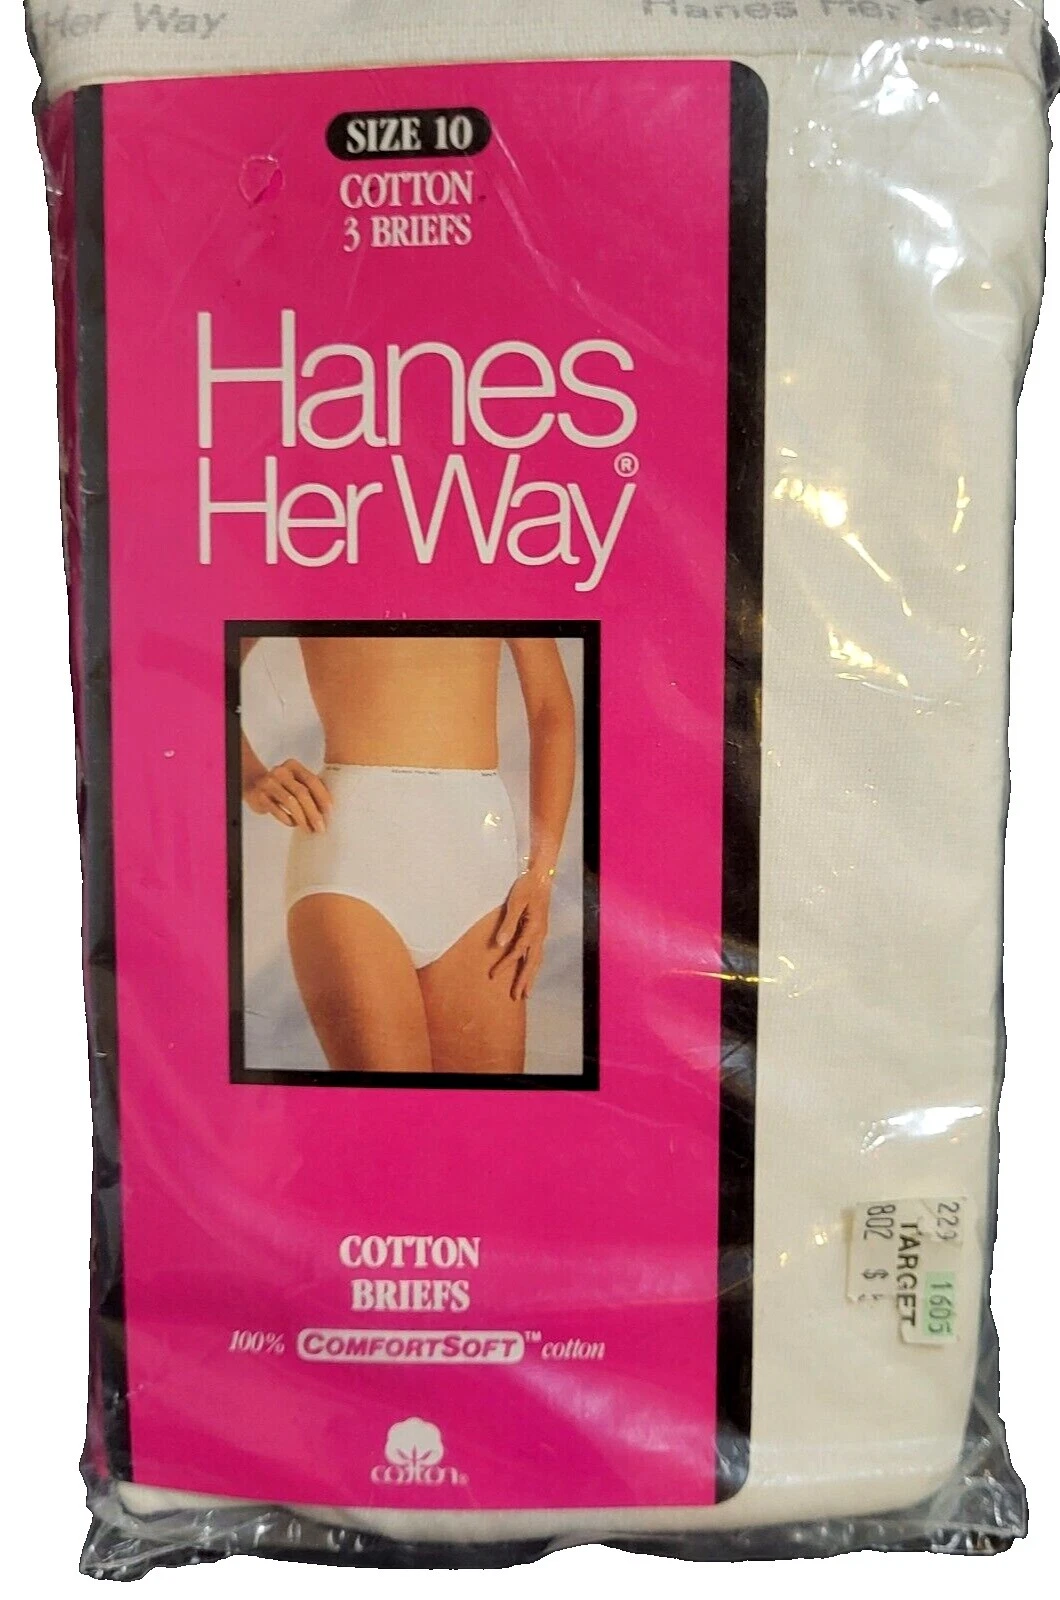 Her Way
Hanes Her Way
SIZE 10
COTTON
3 BRIEFS
Hanes
Her Way®
COTTON
BRIEFS
100% COMFORTSOFT™ cotton
cotton®
229 1605
TARGET
802 $